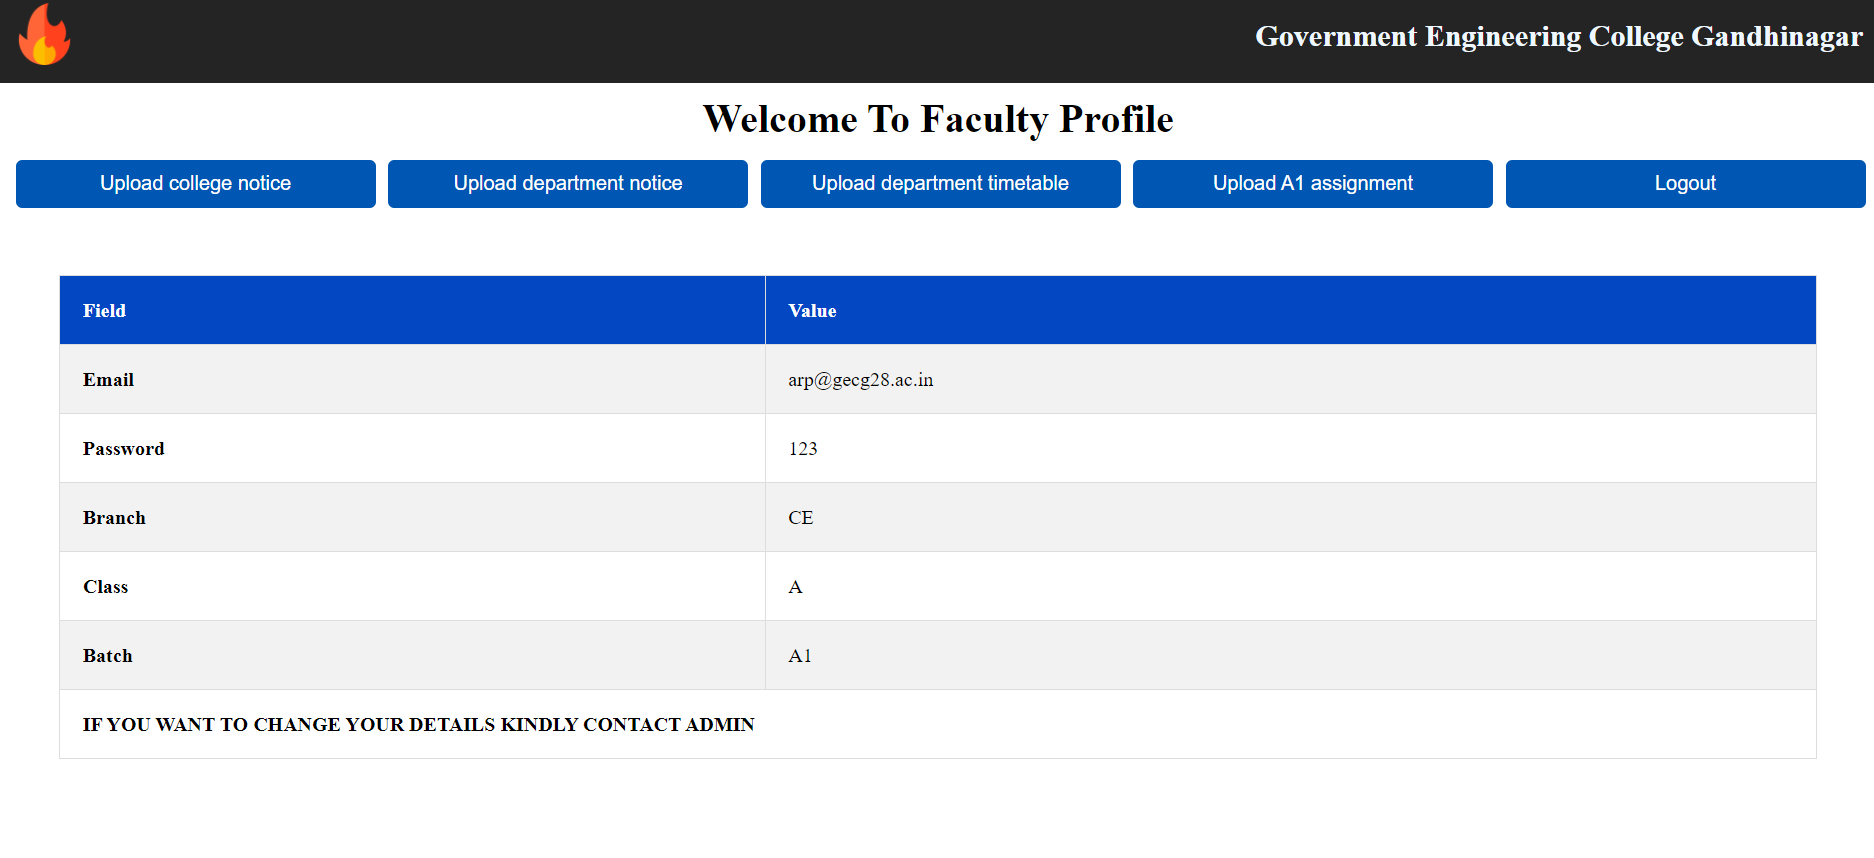 Government Engineering College Gandhinagar
Welcome To Faculty Profile
Upload college notice
Upload department notice
Upload department timetable
Upload A1 assignment
Logout
Field Value
Email arp@gecg28.ac.in
Password 123
Branch CE
Class A
Batch A1
IF YOU WANT TO CHANGE YOUR DETAILS KINDLY CONTACT ADMIN